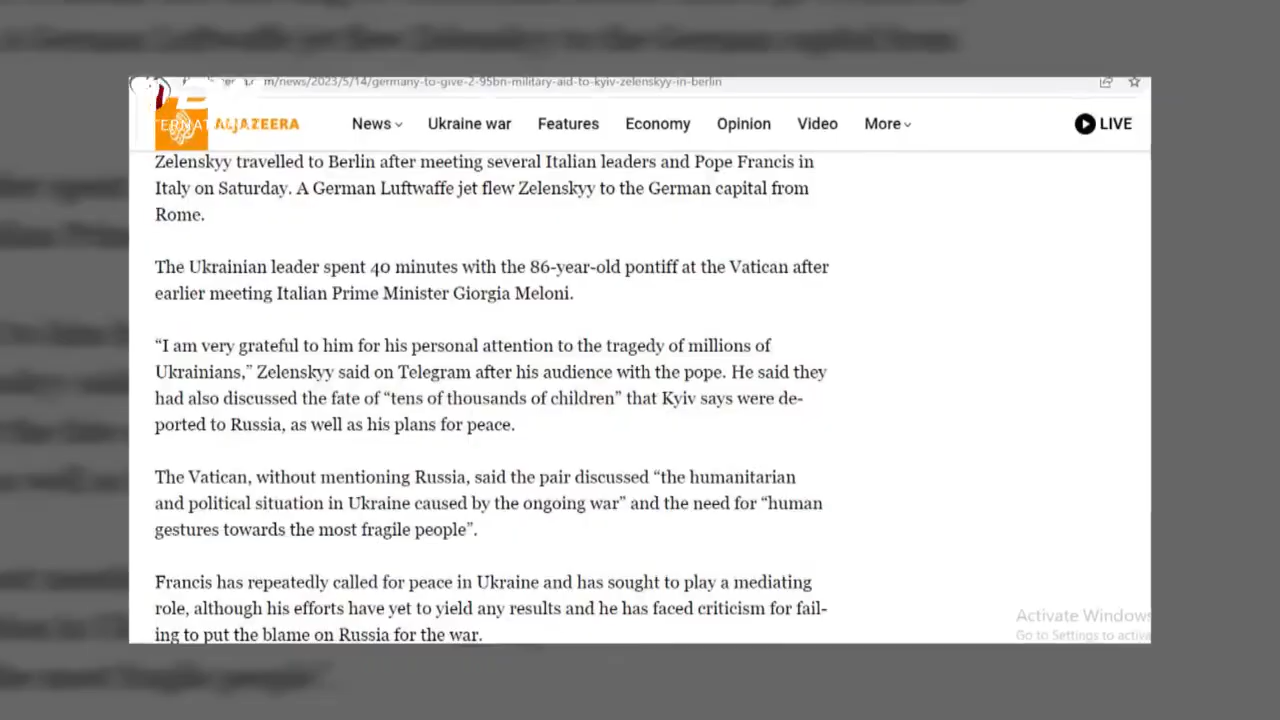 m/news/2023/5/14/germany-to-give-2-95bn-military-aid-to-kyiv-zelenskyy-in-berlin
ALJAZEERA
News
Ukraine war
Features
Economy
Opinion
Video
More
LIVE
Zelenskyy travelled to Berlin after meeting several Italian leaders and Pope Francis in
Italy on Saturday. A German Luftwaffe jet flew Zelenskyy to the German capital from
Rome.
The Ukrainian leader spent 40 minutes with the 86-year-old pontiff at the Vatican after
earlier meeting Italian Prime Minister Giorgia Meloni.
“I am very grateful to him for his personal attention to the tragedy of millions of
Ukrainians,” Zelenskyy said on Telegram after his audience with the pope. He said they
had also discussed the fate of “tens of thousands of children” that Kyiv says were de-
ported to Russia, as well as his plans for peace.
The Vatican, without mentioning Russia, said the pair discussed “the humanitarian
and political situation in Ukraine caused by the ongoing war” and the need for “human
gestures towards the most fragile people”.
Francis has repeatedly called for peace in Ukraine and has sought to play a mediating
role, although his efforts have yet to yield any results and he has faced criticism for fail-
ing to put the blame on Russia for the war.
Activate Windows
Go to Settings to activa